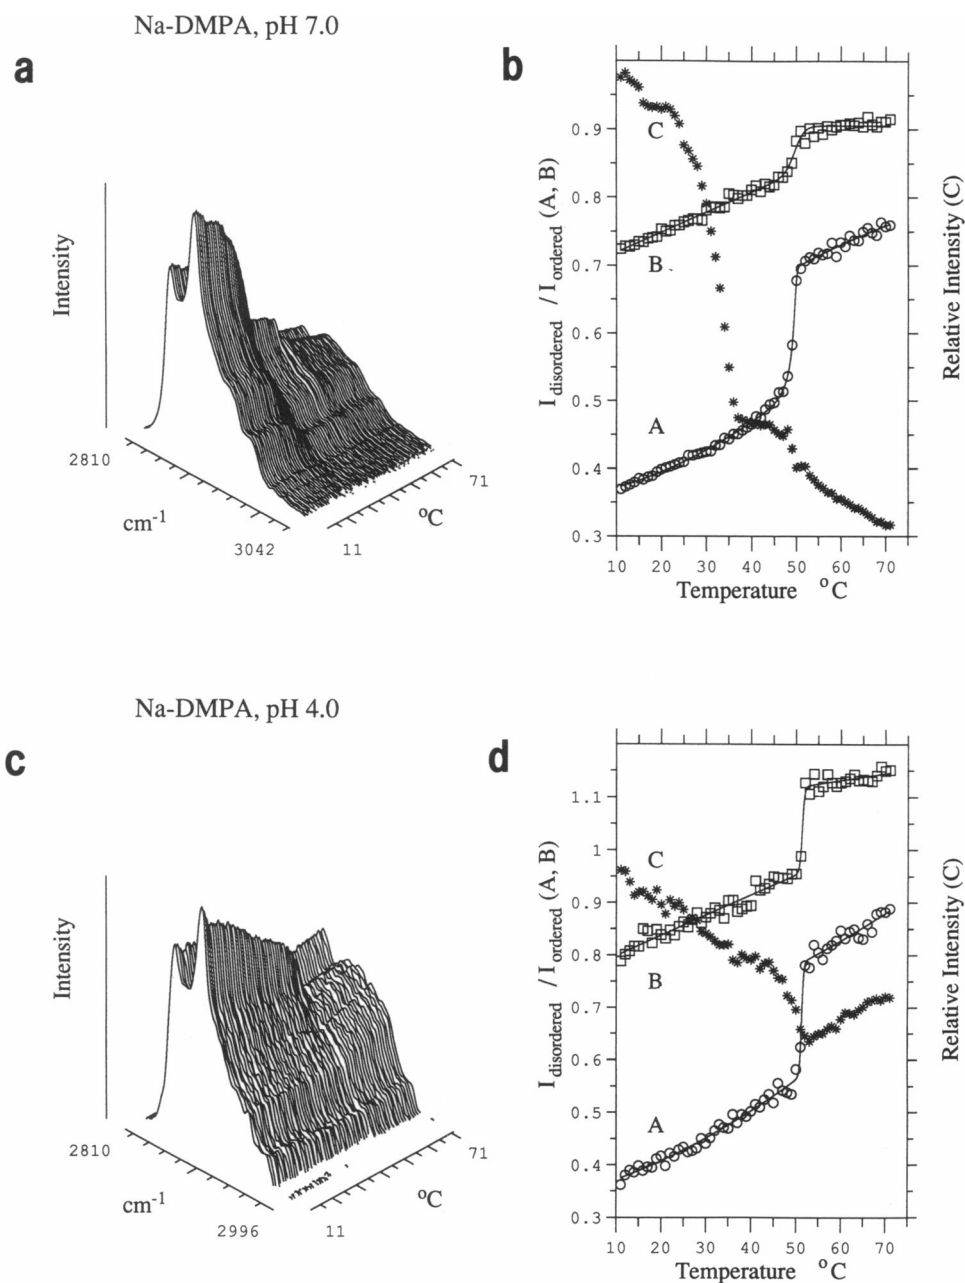 Na-DMPA, pH 7.0
a
Intensity
2810
cm-1
3042
11
oC
71
b
I disordered / I ordered (A, B)
0.9
0.8
0.7
0.6
0.5
0.4
0.3
C
B
A
10 20 30 40 50 60 70
Temperature oC
Relative Intensity (C)
Na-DMPA, pH 4.0
c
Intensity
2810
cm-1
2996
11
oC
71
d
I disordered / I ordered (A, B)
1.1
1
0.9
0.8
0.7
0.6
0.5
0.4
0.3
C
B
A
10 20 30 40 50 60 70
Temperature oC
Relative Intensity (C)